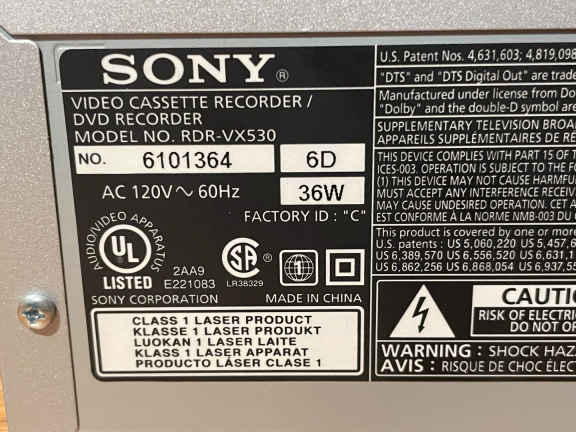 SONY ®
VIDEO CASSETTE RECORDER /
DVD RECORDER
MODEL NO. RDR-VX530
NO. 6101364 6D
AC 120V ~ 60Hz 36W
FACTORY ID : "C"
AUDIO/VIDEO APPARATUS
UL ®
LISTED
2AA9
E221083
SA ®
LR38329
1
SONY CORPORATION MADE IN CHINA
CLASS 1 LASER PRODUCT
KLASSE 1 LASER PRODUKT
LUOKAN 1 LASER LAITE
KLASS 1 LASER APPARAT
PRODUCTO LÁSER CLASE 1
U.S. Patent Nos. 4,631,603; 4,819,098
"DTS" and "DTS Digital Out" are trade
Manufactured under license from Do
"Dolby" and the double-D symbol are
SUPPLEMENTARY TELEVISION BROA
APPAREILS SUPPLÉMENTAIRES DE RÉ
THIS DEVICE COMPLIES WITH PART 15 OF T
ICES-003. OPERATION IS SUBJECT TO THE F
(1) THIS DEVICE MAY NOT CAUSE HARMFU
MUST ACCEPT ANY INTERFERENCE RECEIV
MAY CAUSE UNDESIRED OPERATION. CET A
EST CONFORME À LA NORME NMB-003 DU
This product is covered by one or more
U.S. patents : US 5,060,220 US 5,457,6
US 6,389,570 US 6,556,520 US 6,631,1
US 6,862,256 US 6,868,054 US 6,937,55
CAUTIO
RISK OF ELECTRI
DO NOT O
WARNING : SHOCK HAZ
AVIS : RISQUE DE CHOC ÉLEC